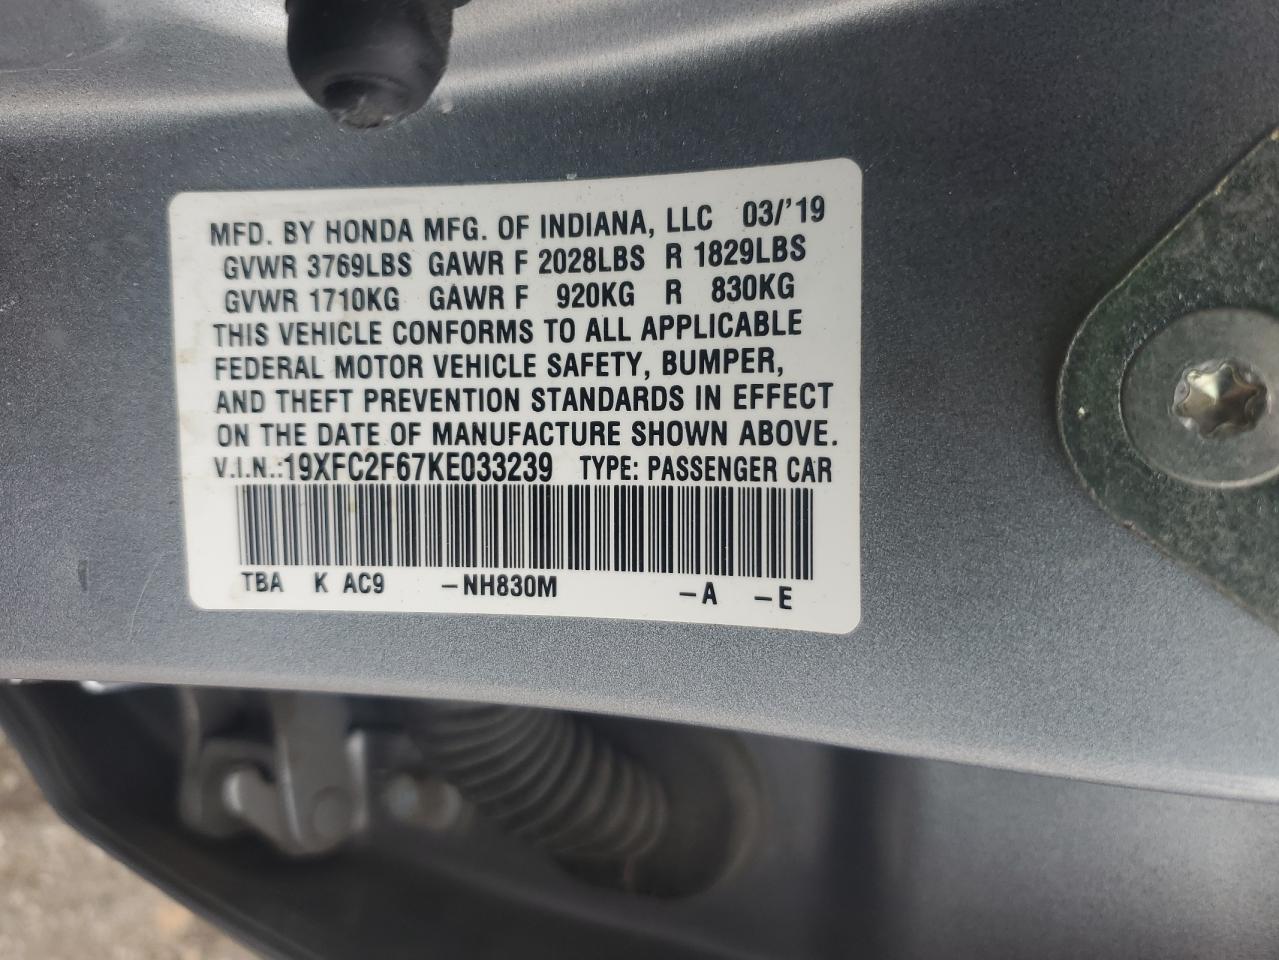 MFD. BY HONDA MFG. OF INDIANA, LLC 03/'19
GVWR 3769LBS GAWR F 2028LBS R 1829LBS
GVWR 1710KG GAWR F 920KG R 830KG
THIS VEHICLE CONFORMS TO ALL APPLICABLE
FEDERAL MOTOR VEHICLE SAFETY, BUMPER,
AND THEFT PREVENTION STANDARDS IN EFFECT
ON THE DATE OF MANUFACTURE SHOWN ABOVE.
V.I.N.:19XFC2F67KE033239 TYPE: PASSENGER CAR
TBA K AC9 -NH830M -A -E